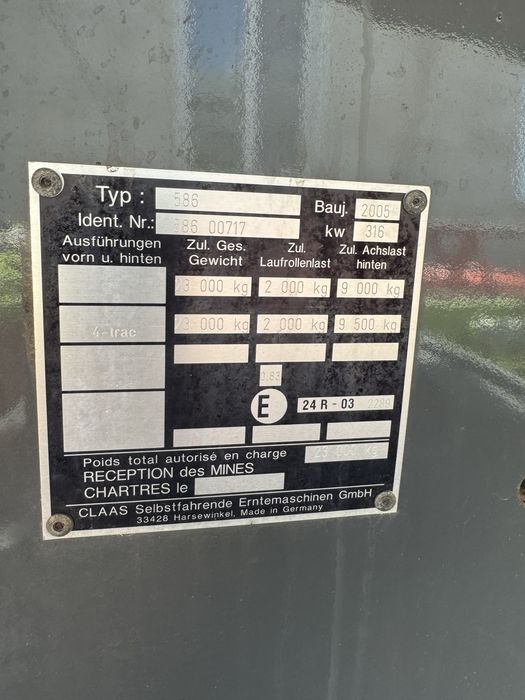 Typ : 586
Bauj. 2005
Ident. Nr.: 586 00717
kw 316
Ausführungen vorn u. hinten
Zul. Ges. Gewicht
Zul. Laufrollenlast
Zul. Achslast hinten
23 000 kg 2 000 kg 9 000 kg
4-trac 23 000 kg 2 000 kg 9 500 kg
0.83
E 24 R - 03 2289
Poids total autorisé en charge
RECEPTION des MINES
CHARTRES le
CLAAS Selbstfahrende Erntemaschinen GmbH
33428 Harsewinkel, Made in Germany